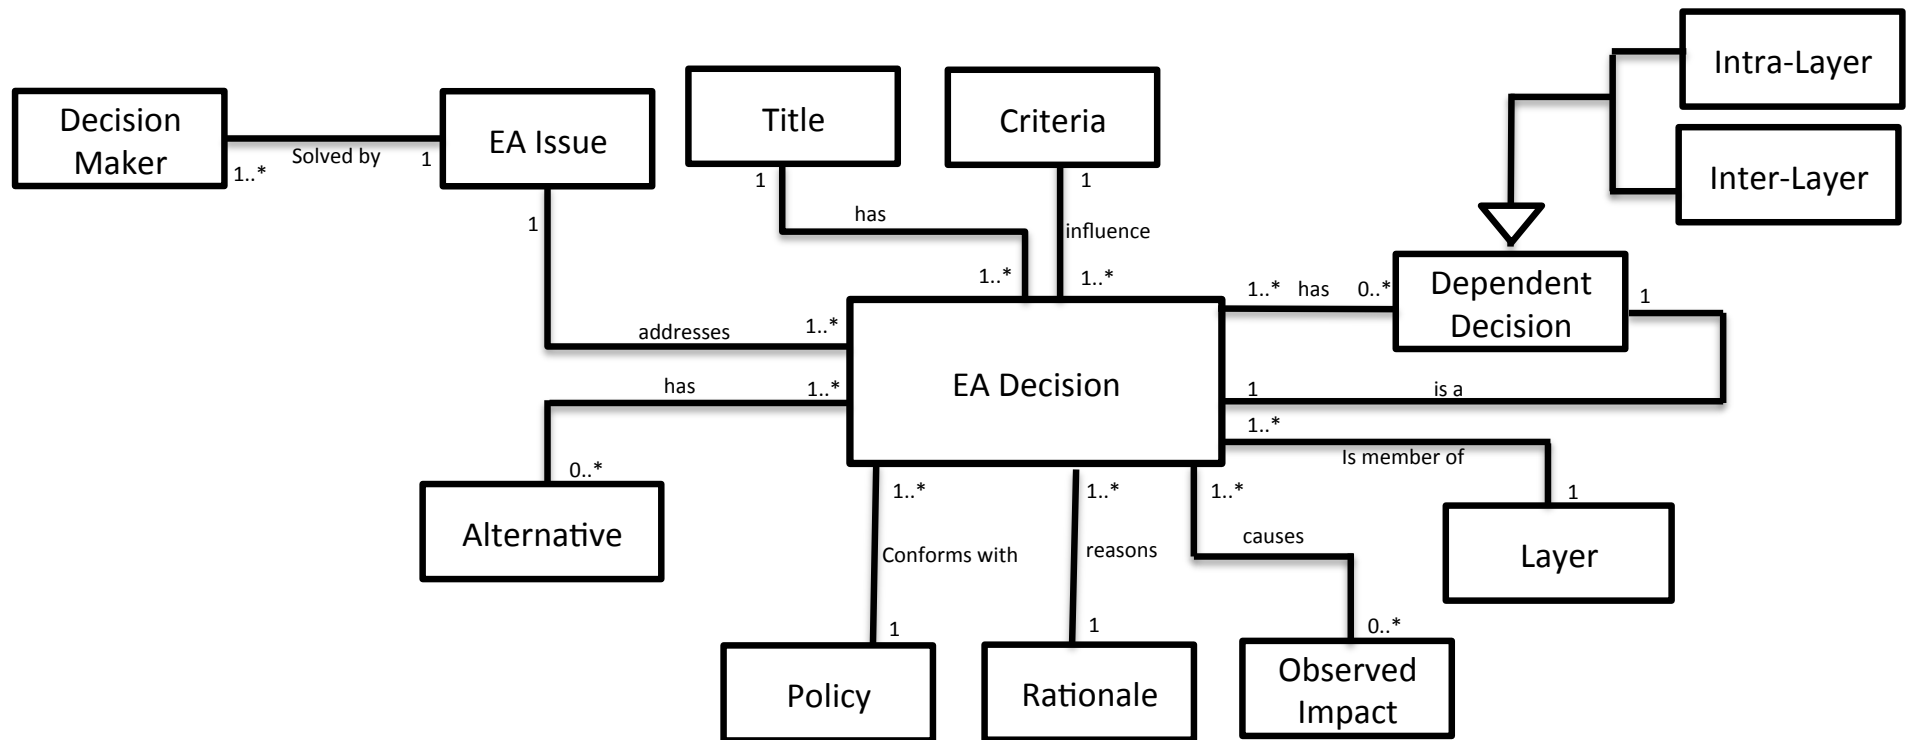 Decision
Maker
1..*
Solved by
1
EA Issue
1
addresses
1..*
Title
1
has
1..*
Criteria
1
influence
1..*
Intra-Layer
Inter-Layer
Dependent
Decision
1..*
has
0..*
1
1
is a
EA Decision
has
1..*
0..*
Alternative
1..*
Is member of
1
Layer
1..*
Conforms with
1
Policy
1..*
reasons
1
Rationale
1..*
causes
0..*
Observed
Impact